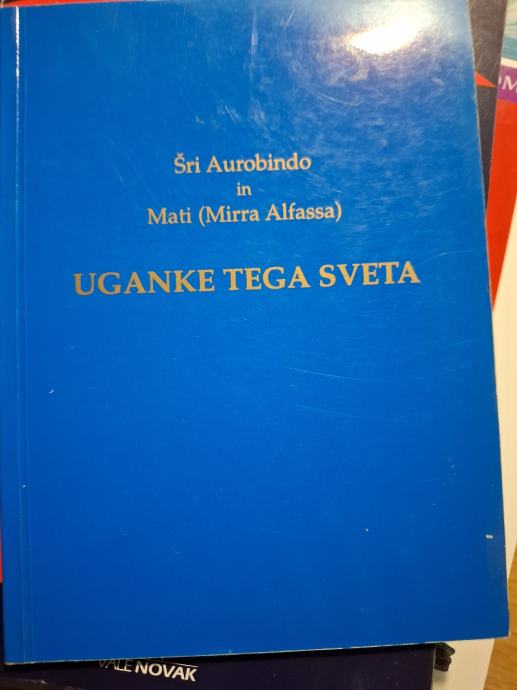 Šri Aurobindo
in
Mati (Mirra Alfassa)
UGANKE TEGA SVETA
VALE NOVAK